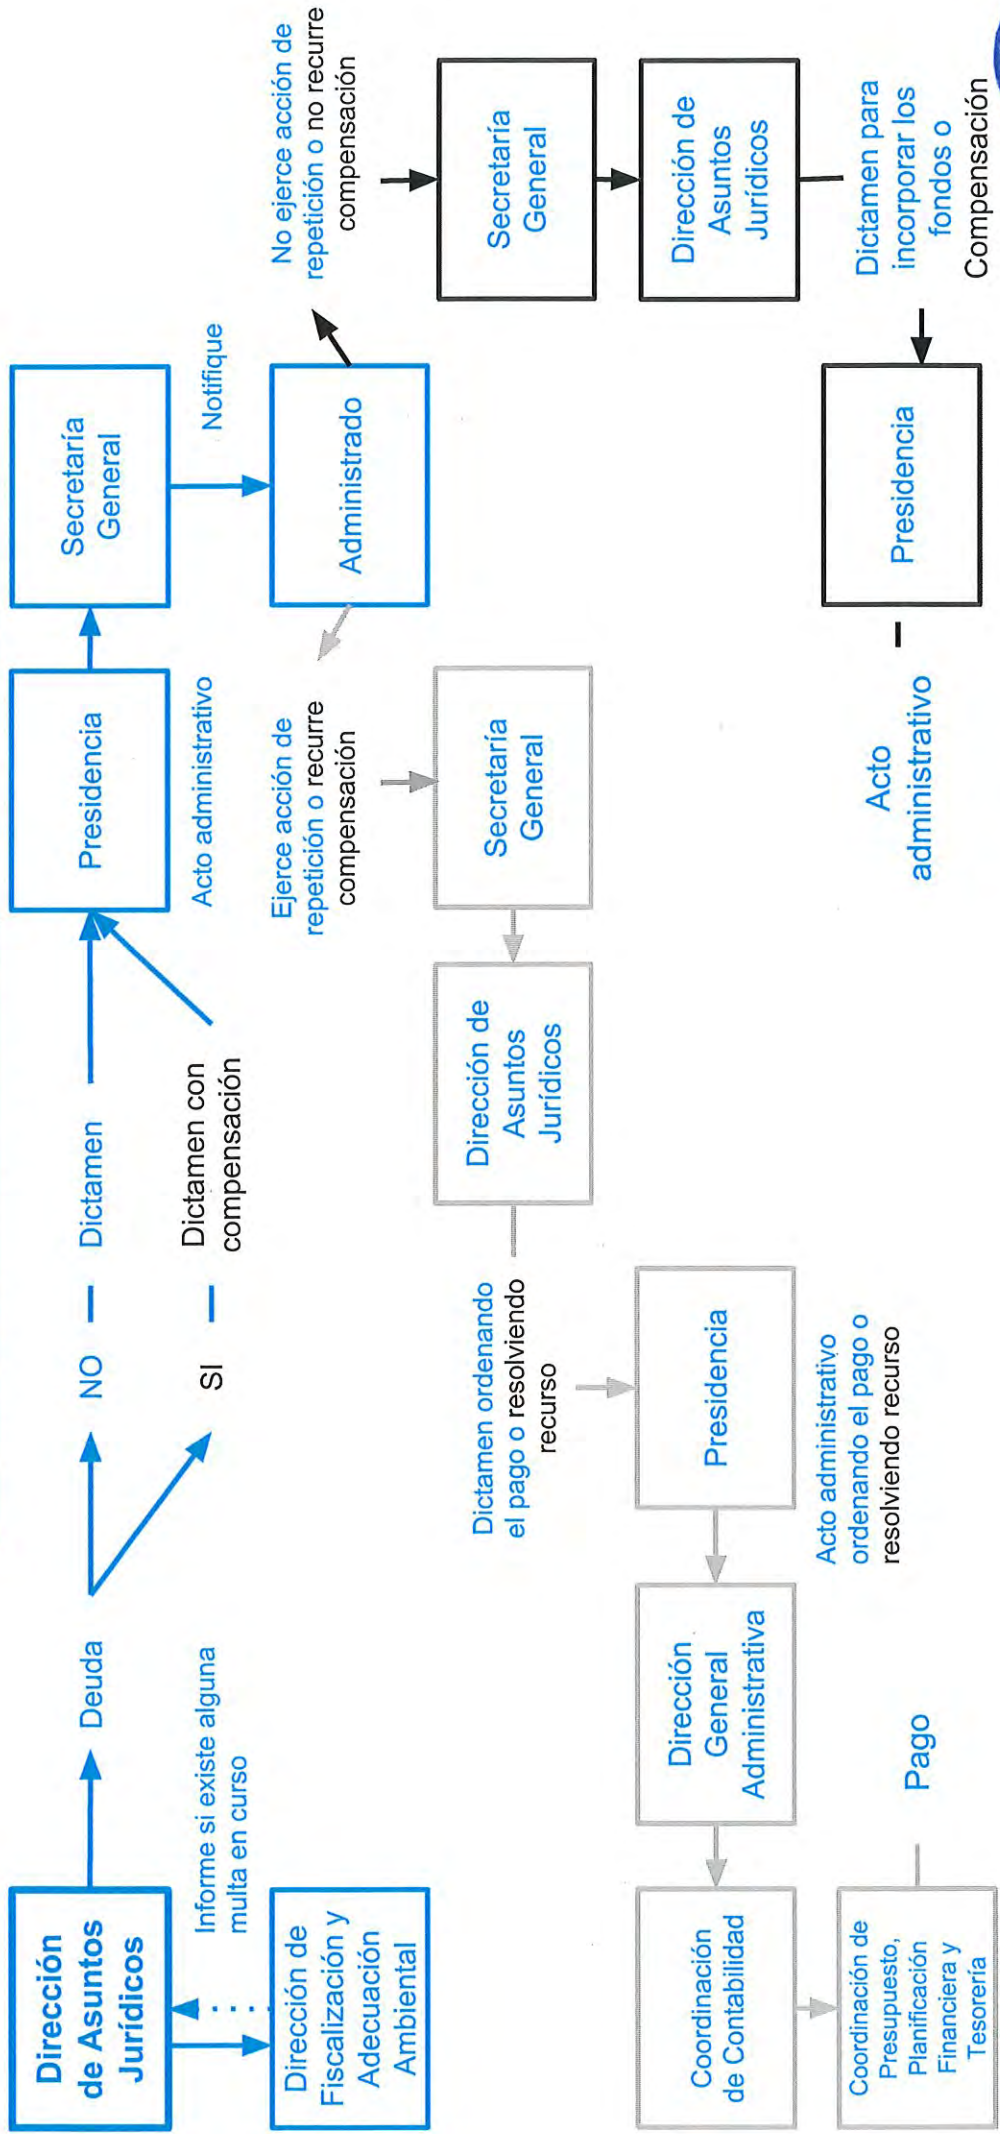 Dirección
de Asuntos
Jurídicos
Informe si existe alguna
multa en curso
Dirección de
Fiscalización y
Adecuación
Ambiental
Deuda
NO
Dictamen
SI
Dictamen con
compensación
Presidencia
Acto administrativo
Secretaría
General
Notifique
Administrado
No ejerce acción de
repetición o no recurre
compensación
Secretaría
General
Dirección de
Asuntos
Jurídicos
Dictamen para
incorporar los
fondos o
Compensación
Presidencia
Acto
administrativo
Ejerce acción de
repetición o recurre
compensación
Secretaría
General
Dirección de
Asuntos
Jurídicos
Dictamen ordenando
el pago o resolviendo
recurso
Presidencia
Acto administrativo
ordenando el pago o
resolviendo recurso
Dirección
General
Administrativa
Coordinación
de Contabilidad
Coordinación de
Presupuesto,
Planificación
Financiera y
Tesorería
Pago